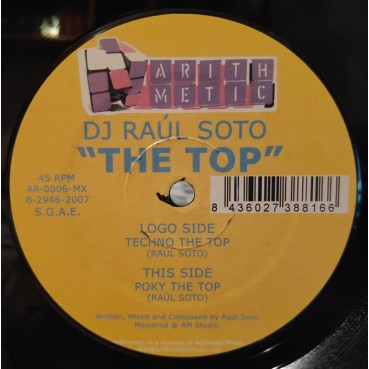 ARITH
METIC
DJ RAÚL SOTO
"THE TOP"
45 RPM
AR-0006-MX
B-2948-2007
S.G.A.E.
8 436027 388166
LOGO SIDE
TECHNO THE TOP
(RAÚL SOTO)
THIS SIDE
POKY THE TOP
(RAÚL SOTO)
Written, Mixed and Composed by Raúl Soto.
Mastered @ AM Studio.